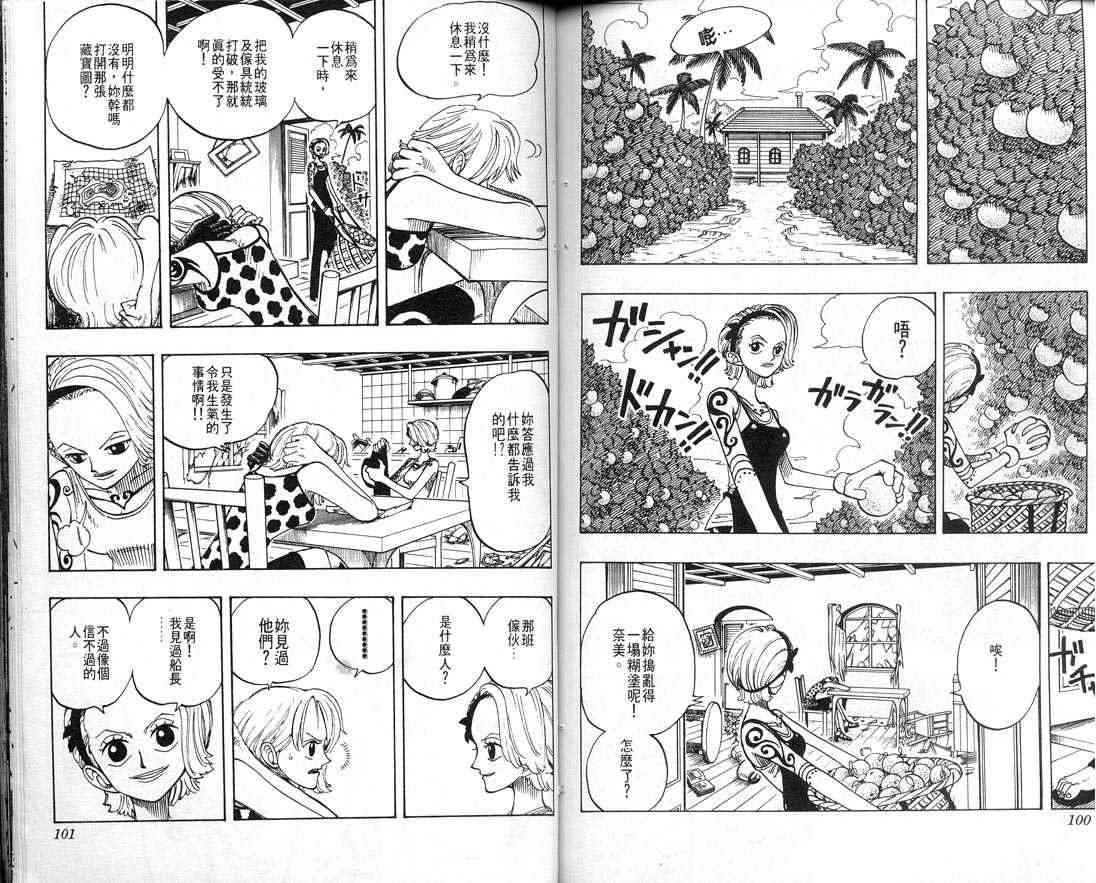 嘭…
唔?
ガラガラン!!
ガシャン!!
ドカン!!
ガチャ
唉!
給妳搗亂得
一塌糊塗呢!
奈美。
怎麼了?
100
沒什麼!
我稍為來
休息一下。
稍為來
休息
一下時,
把我的玻璃
及傢具統統
打破,那就
真的受不了
啊!
明明什麼都
沒有,妳幹嗎
打開那張
藏寶圖?
妳答應過我
什麼都告訴我
的吧!?
只是發生了
令我生氣的
事情啊!!
那班
傢伙…
是什麼人?
………
妳見過
他們?
是啊!
我見過船長
……
不過像個
信不過的
人。
101